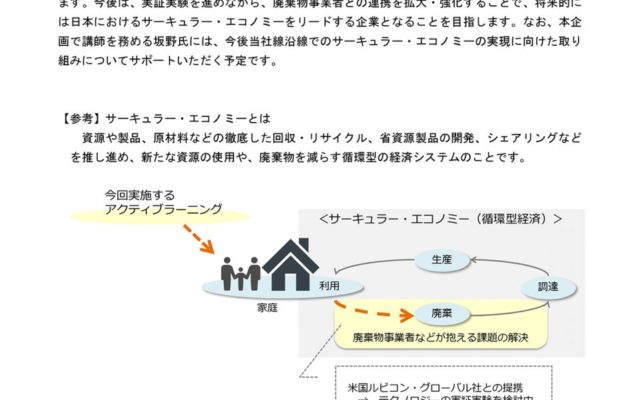 ます。今後は、実証実験を進めながら、廃棄物事業者との連携を拡大・強化することで、将来的に
は日本におけるサーキュラー・エコノミーをリードする企業となることを目指します。なお、本企
画で講師を務める坂野氏には、今後当社線沿線でのサーキュラー・エコノミーの実現に向けた取り
組みについてサポートいただく予定です。
【参考】サーキュラー・エコノミーとは
資源や製品、原材料などの徹底した回収・リサイクル、省資源製品の開発、シェアリングなど
を推し進め、新たな資源の使用や、廃棄物を減らす循環型の経済システムのことです。
今回実施する
アクティブラーニング
＜サーキュラー・エコノミー（循環型経済）＞
生産
利用
調達
家庭
廃棄
廃棄物事業者などが抱える課題の解決
米国ルビコン・グローバル社との提携
→ テクノロジーの実証実験を検討中